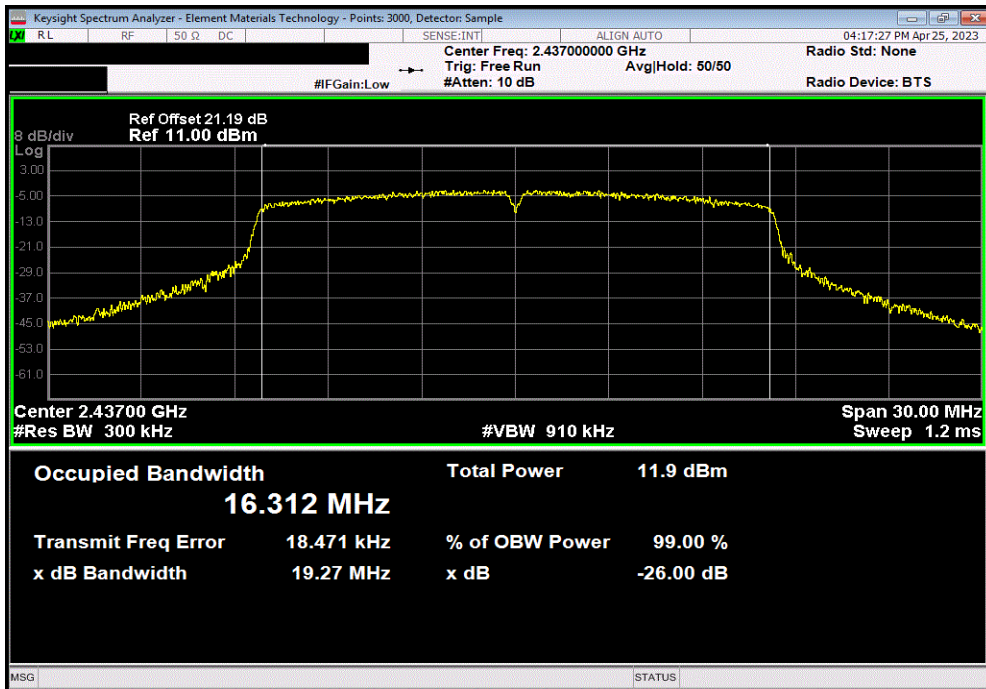 Keysight Spectrum Analyzer - Element Materials Technology - Points: 3000, Detector: Sample
LXI RL RF 50 Ω DC SENSE:INT ALIGN AUTO 04:17:27 PM Apr 25, 2023
Center Freq: 2.437000000 GHz Radio Std: None
Trig: Free Run Avg|Hold: 50/50
#IFGain:Low #Atten: 10 dB Radio Device: BTS
Ref Offset 21.19 dB
8 dB/div Ref 11.00 dBm
Log
3.00
-5.00
-13.0
-21.0
-29.0
-37.0
-45.0
-53.0
-61.0
Center 2.43700 GHz Span 30.00 MHz
#Res BW 300 kHz #VBW 910 kHz Sweep 1.2 ms
Occupied Bandwidth Total Power 11.9 dBm
16.312 MHz
Transmit Freq Error 18.471 kHz % of OBW Power 99.00 %
x dB Bandwidth 19.27 MHz x dB -26.00 dB
MSG STATUS